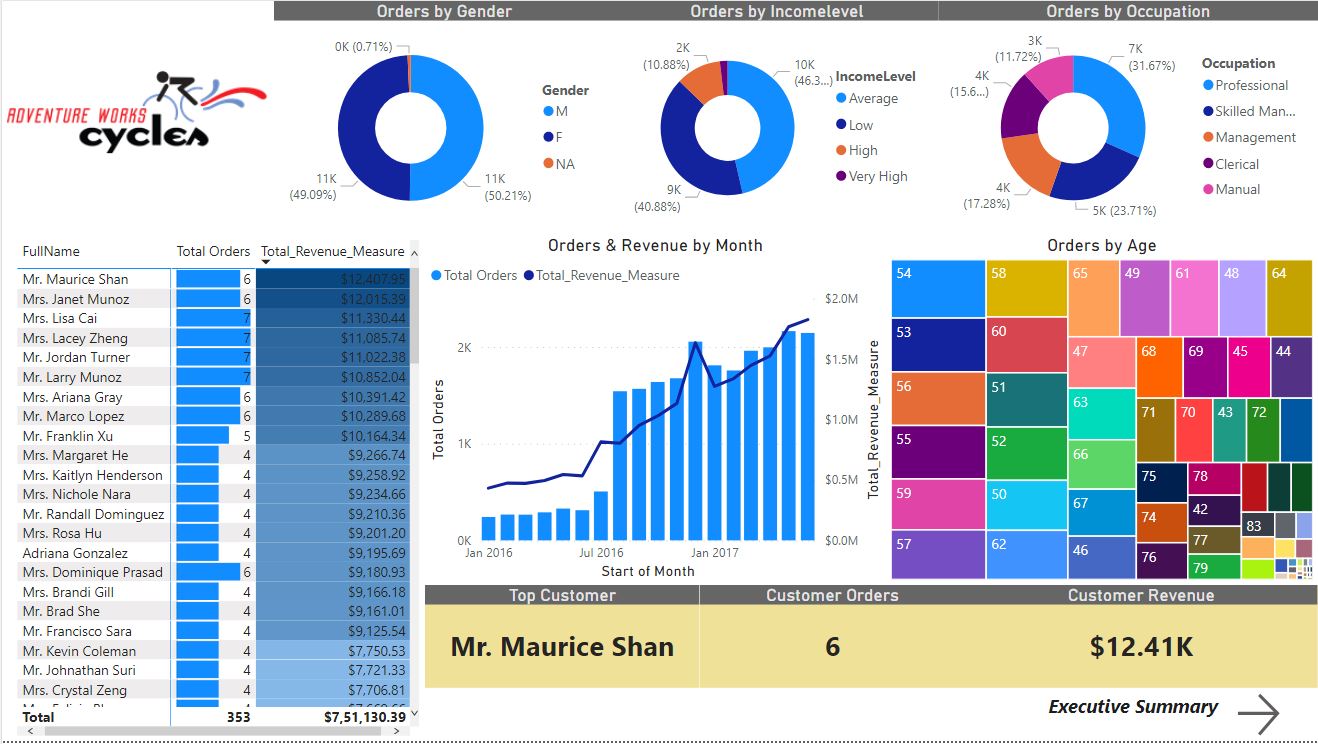 Orders by Gender
Orders by Incomelevel
Orders by Occupation
ADVENTURE WORKS
cycles
0K (0.71%)
11K
(49.09%)
11K
(50.21%)
Gender
M
F
NA
2K
(10.88%)
10K
(46.3...)
9K
(40.88%)
IncomeLevel
Average
Low
High
Very High
3K
(11.72%)
7K
(31.67%)
4K
(15.6...)
4K
(17.28%)
5K (23.71%)
Occupation
Professional
Skilled Man...
Management
Clerical
Manual
FullName Total Orders Total_Revenue_Measure
Mr. Maurice Shan 6 $12,407.95
Mrs. Janet Munoz 6 $12,015.39
Mrs. Lisa Cai 7 $11,330.44
Mrs. Lacey Zheng 7 $11,085.74
Mr. Jordan Turner 7 $11,022.38
Mr. Larry Munoz 7 $10,852.04
Mrs. Ariana Gray 6 $10,391.42
Mr. Marco Lopez 6 $10,289.68
Mr. Franklin Xu 5 $10,164.34
Mrs. Margaret He 4 $9,266.74
Mrs. Kaitlyn Henderson 4 $9,258.92
Mrs. Nichole Nara 4 $9,234.66
Mr. Randall Dominguez 4 $9,210.36
Mrs. Rosa Hu 4 $9,201.20
Adriana Gonzalez 4 $9,195.69
Mrs. Dominique Prasad 6 $9,180.93
Mrs. Brandi Gill 4 $9,166.18
Mr. Brad She 4 $9,161.01
Mr. Francisco Sara 4 $9,125.54
Mr. Kevin Coleman 4 $7,750.53
Mr. Johnathan Suri 4 $7,721.33
Mrs. Crystal Zeng 4 $7,706.81
Total 353 $7,51,130.39
Orders & Revenue by Month
Total Orders Total_Revenue_Measure
Total Orders
2K
1K
0K
$2.0M
$1.5M
$1.0M
$0.5M
$0.0M
Total_Revenue_Measure
Jan 2016 Jul 2016 Jan 2017
Start of Month
Orders by Age
54 58 65 49 61 48 64
53 60 47 68 69 45 44
56 51 63 71 70 43 72
55 52 66 75 78
59 50 67 74 42 83
57 62 46 76 77
79
Top Customer Customer Orders Customer Revenue
Mr. Maurice Shan 6 $12.41K
Executive Summary